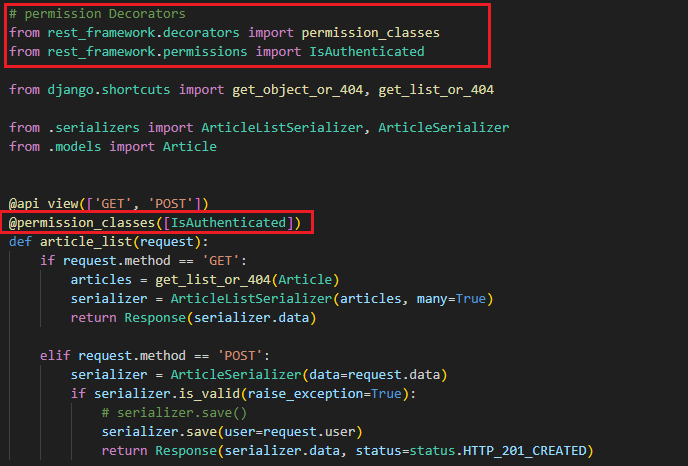 # permission Decorators
from rest_framework.decorators import permission_classes
from rest_framework.permissions import IsAuthenticated
from django.shortcuts import get_object_or_404, get_list_or_404
from .serializers import ArticleListSerializer, ArticleSerializer
from .models import Article
@api_view(['GET', 'POST'])
@permission_classes([IsAuthenticated])
def article_list(request):
    if request.method == 'GET':
        articles = get_list_or_404(Article)
        serializer = ArticleListSerializer(articles, many=True)
        return Response(serializer.data)
    elif request.method == 'POST':
        serializer = ArticleSerializer(data=request.data)
        if serializer.is_valid(raise_exception=True):
            # serializer.save()
            serializer.save(user=request.user)
            return Response(serializer.data, status=status.HTTP_201_CREATED)